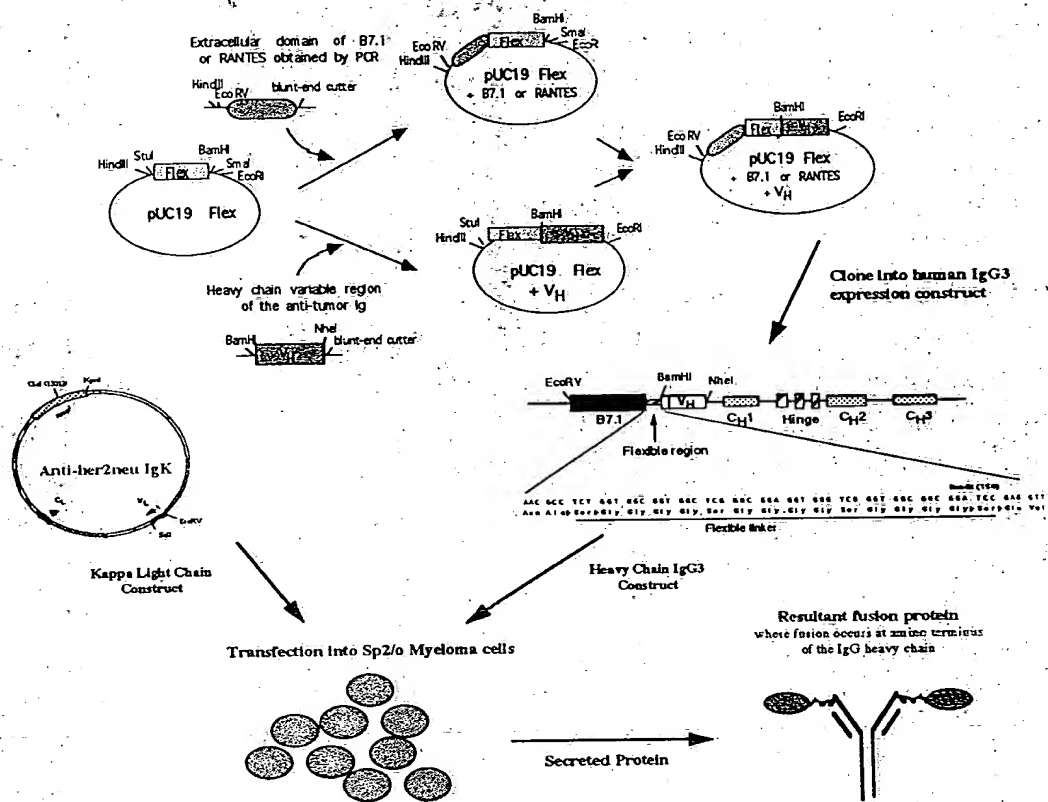 Extracellular domain of B7.1
or RANTES obtained by PCR
HindIII
EcoRV
blunt-end cutter
EcoRV
HindIII
Flex
BamHI
SmaI
EcoR
pUC19 Flex
+ B7.1 or RANTES
HindIII
StuI
Flex
BamHI
SmaI
EcoRI
pUC19 Flex
EcoRV
HindIII
Flex
BamHI
EcoRI
pUC19 Flex
+ B7.1 or RANTES
+ VH
HindIII
StuI
Flex
BamHI
EcoRI
pUC19 Flex
+ VH
Heavy chain variable region
of the anti-tumor Ig
BamHI
VH
NheI
blunt-end cutter
Clone into human IgG3
expression construct
EcoRV
BamHI
NheI
B7.1
VH
CH1
Hinge
CH2
CH3
Flexible region
Anti-her2neu IgK
CL
VL
EcoRV
SalI
Flexible linker
Kappa Light Chain
Construct
Heavy Chain IgG3
Construct
Transfection into Sp2/o Myeloma cells
Secreted Protein
Resultant fusion protein
where fusion occurs at amino terminus
of the IgG heavy chain